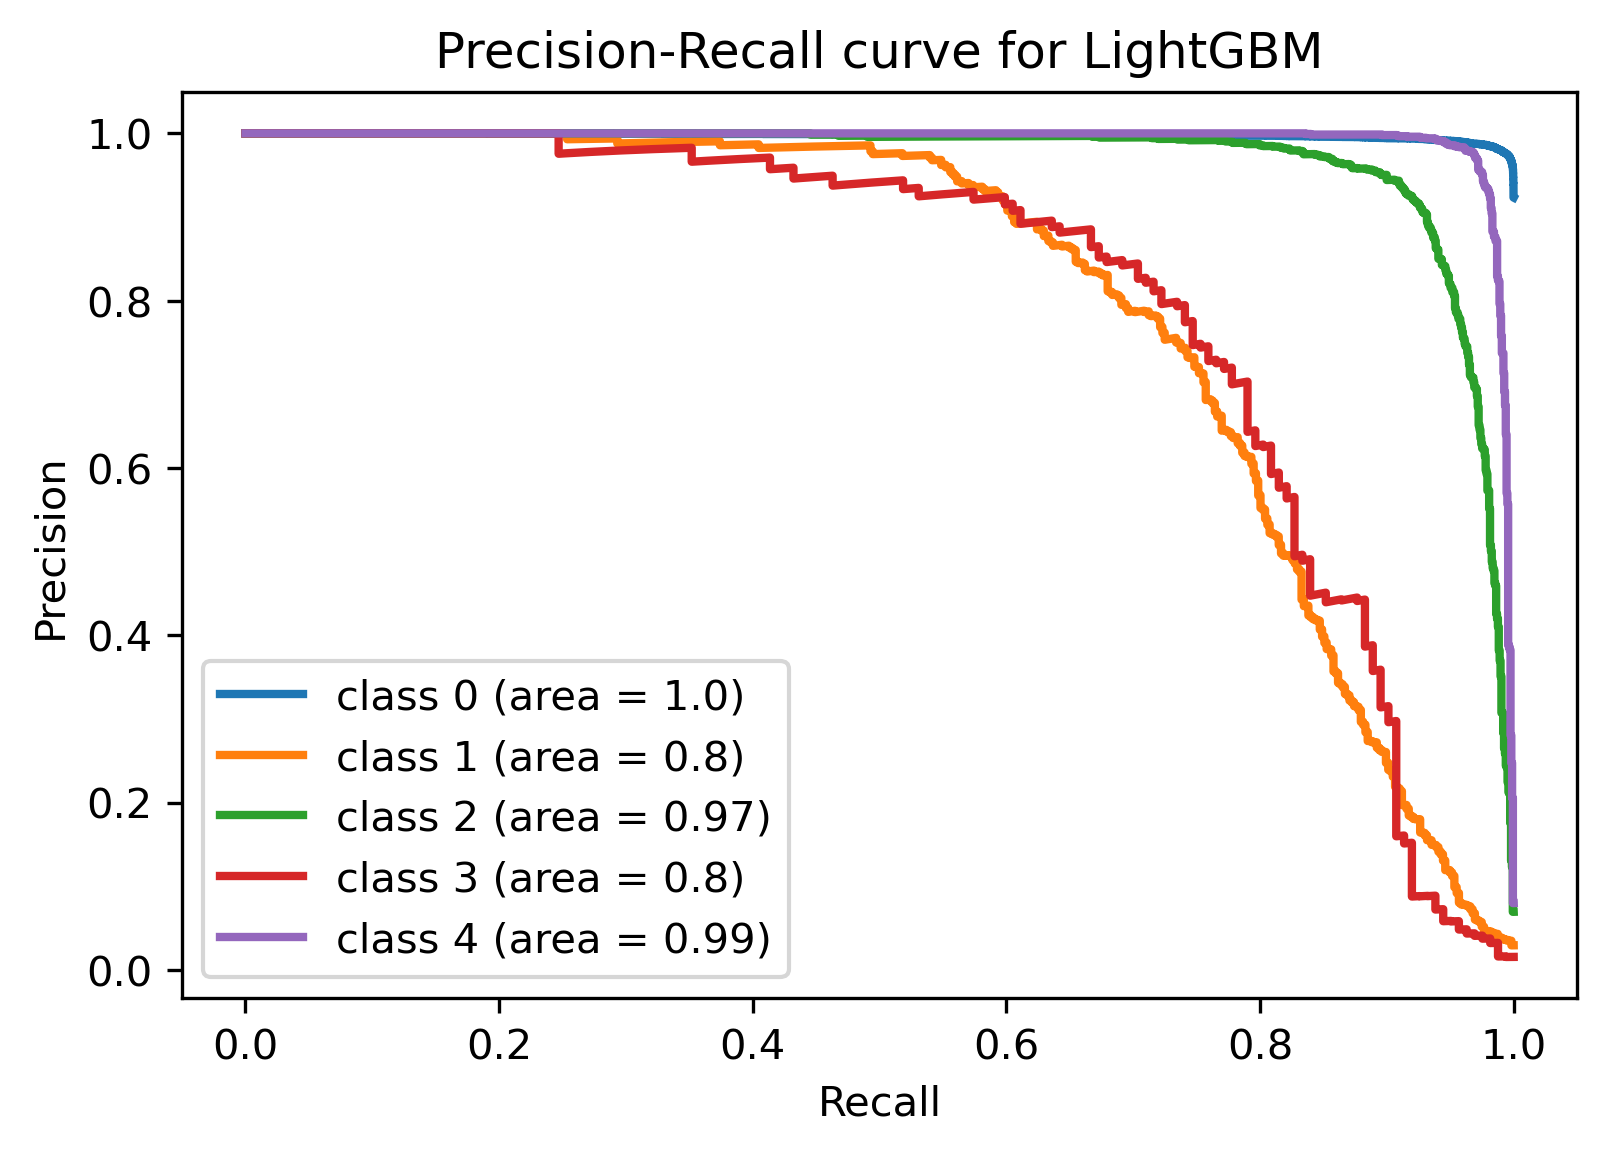 Precision-Recall curve for LightGBM
1.0
0.8
0.6
0.4
0.2
0.0
Precision
class 0 (area = 1.0)
class 1 (area = 0.8)
class 2 (area = 0.97)
class 3 (area = 0.8)
class 4 (area = 0.99)
0.0 0.2 0.4 0.6 0.8 1.0
Recall